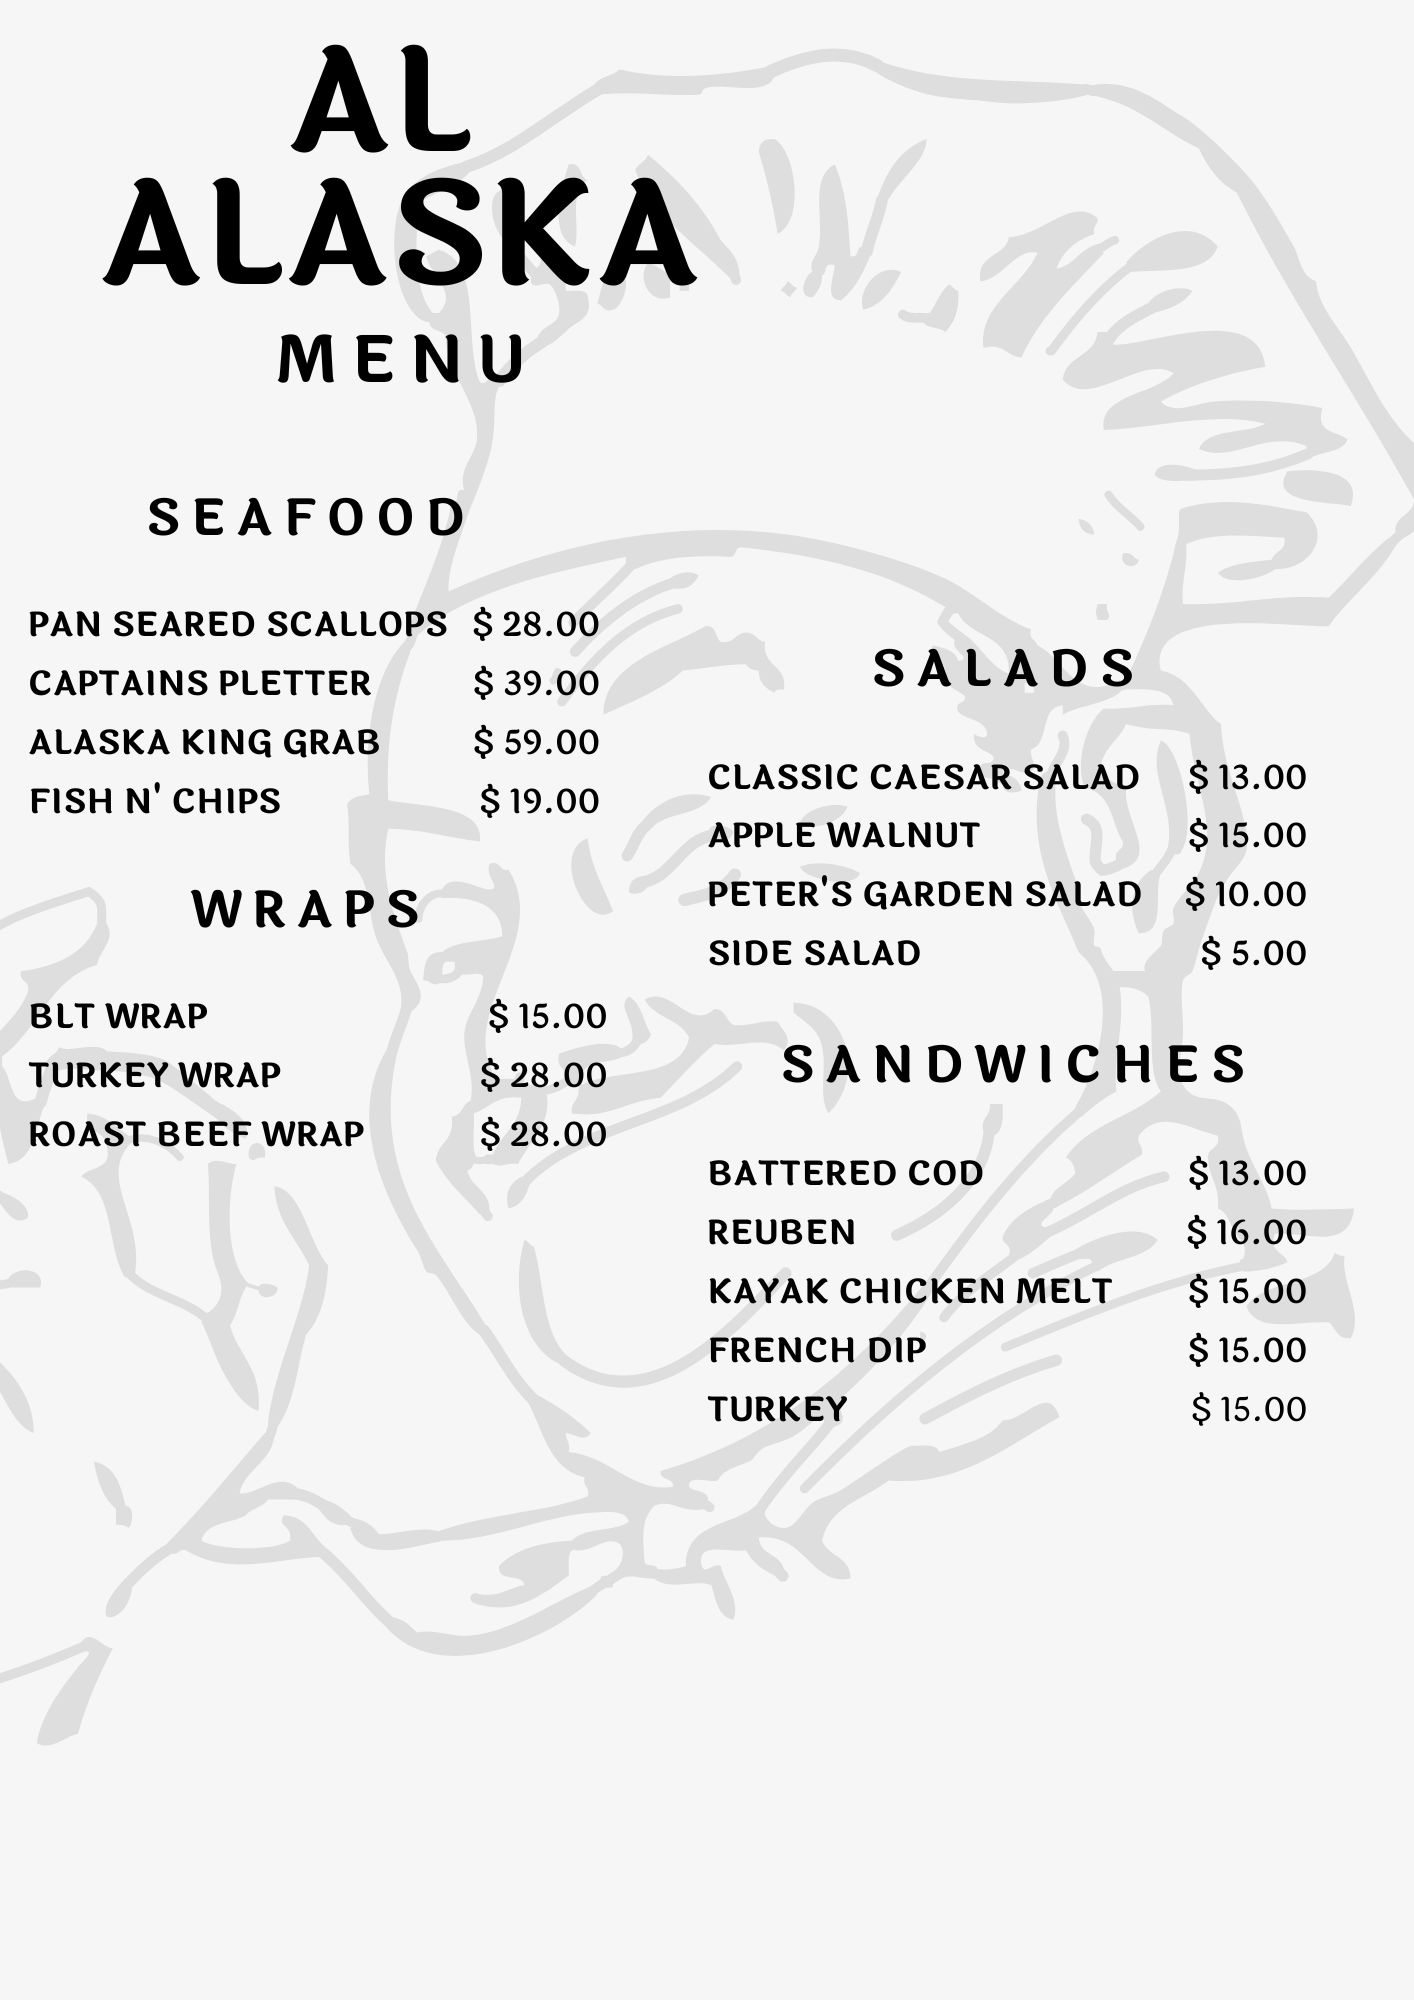 AL
ALASKA
MENU
SEAFOOD
PAN SEARED SCALLOPS $ 28.00
CAPTAINS PLETTER $ 39.00
ALASKA KING GRAB $ 59.00
FISH N' CHIPS $ 19.00
WRAPS
BLT WRAP $ 15.00
TURKEY WRAP $ 28.00
ROAST BEEF WRAP $ 28.00
SALADS
CLASSIC CAESAR SALAD $ 13.00
APPLE WALNUT $ 15.00
PETER'S GARDEN SALAD $ 10.00
SIDE SALAD $ 5.00
SANDWICHES
BATTERED COD $ 13.00
REUBEN $ 16.00
KAYAK CHICKEN MELT $ 15.00
FRENCH DIP $ 15.00
TURKEY $ 15.00